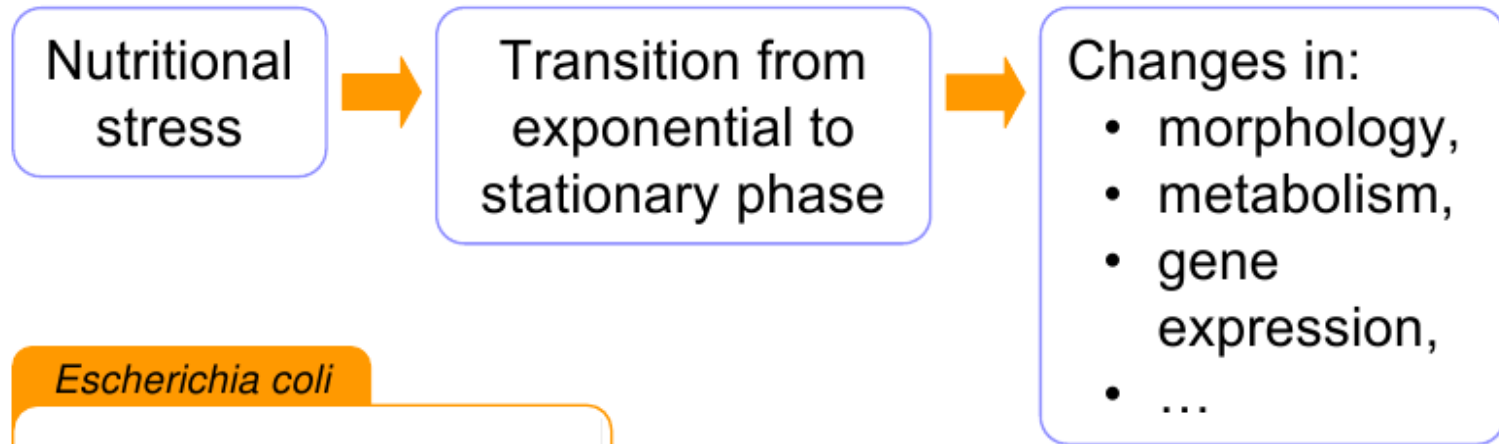 Nutritional
stress
Transition from
exponential to
stationary phase
Changes in:
• morphology,
• metabolism,
• gene
expression,
• …
Escherichia coli